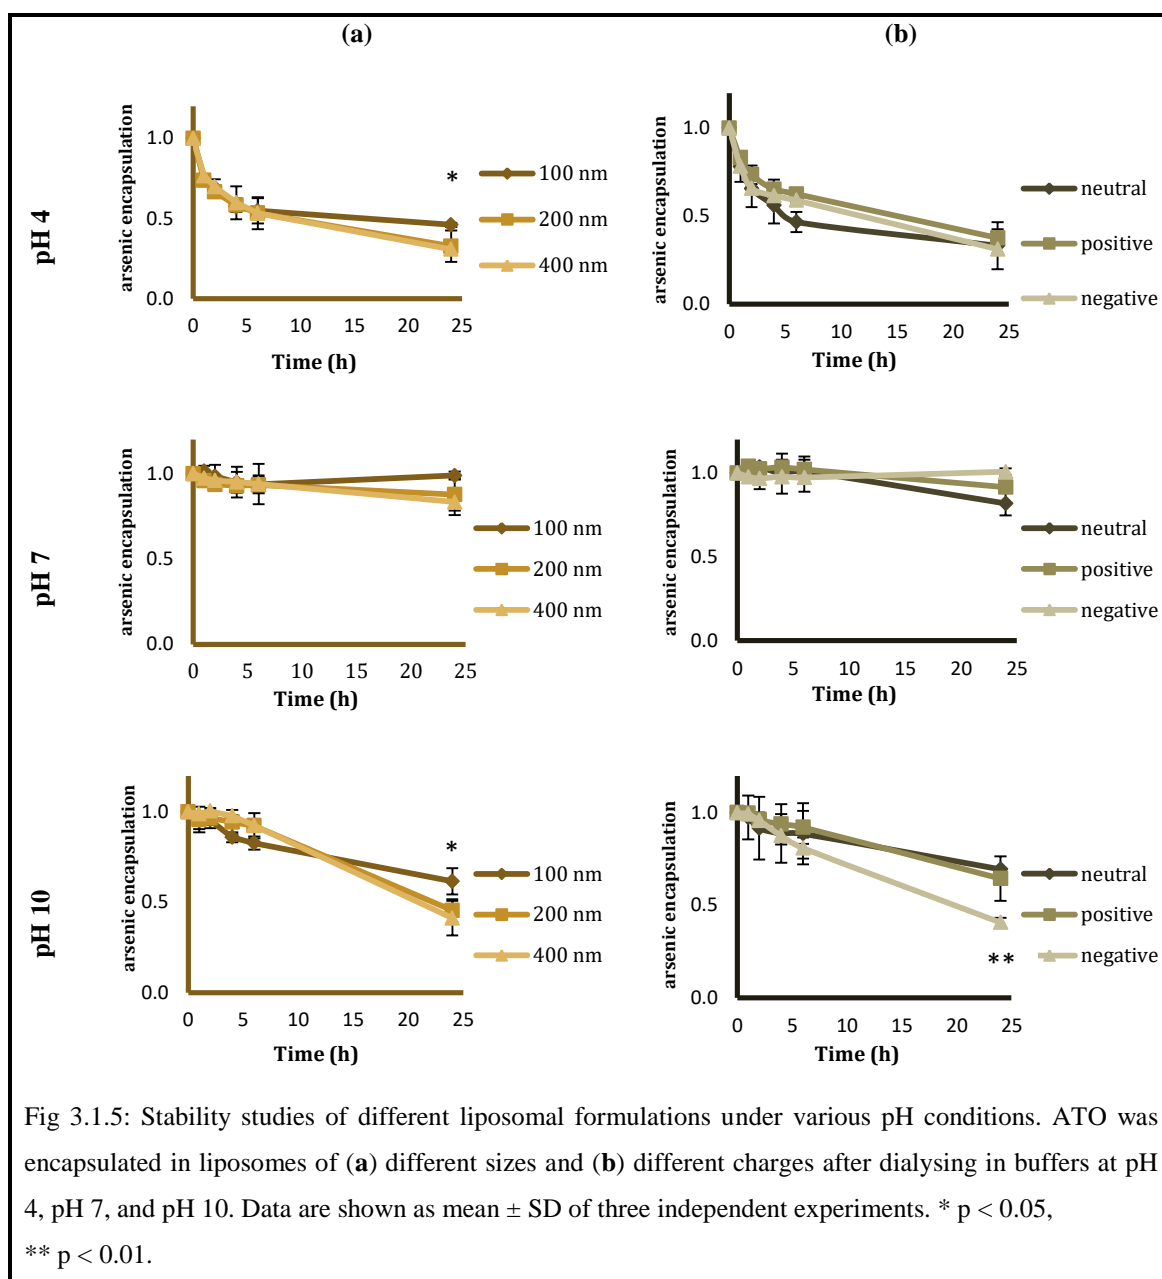 (a)
(b)
pH 4
arsenic encapsulation
1.0
0.5
0.0
0 5 10 15 20 25
Time (h)
* 100 nm
200 nm
400 nm
arsenic encapsulation
1.0
0.5
0.0
0 5 10 15 20 25
Time (h)
neutral
positive
negative
pH 7
arsenic encapsulation
1.0
0.5
0.0
0 5 10 15 20 25
Time (h)
100 nm
200 nm
400 nm
arsenic encapsulation
1.0
0.5
0.0
0 5 10 15 20 25
Time (h)
neutral
positive
negative
pH 10
arsenic encapsulation
1.0
0.5
0.0
0 5 10 15 20 25
Time (h)
*
100 nm
200 nm
400 nm
arsenic encapsulation
1.0
0.5
0.0
0 5 10 15 20 25
Time (h)
neutral
positive
negative
**
Fig 3.1.5: Stability studies of different liposomal formulations under various pH conditions. ATO was
encapsulated in liposomes of (a) different sizes and (b) different charges after dialysing in buffers at pH
4, pH 7, and pH 10. Data are shown as mean ± SD of three independent experiments. * p < 0.05,
** p < 0.01.